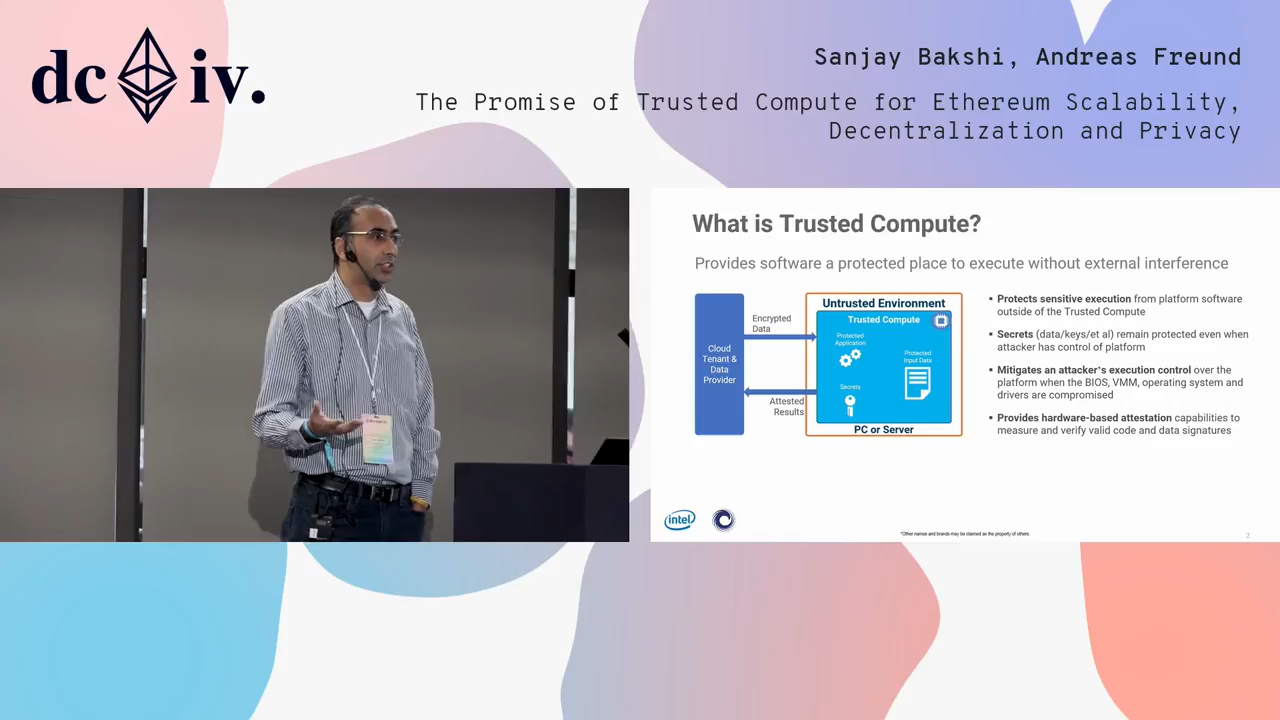 dc iv.
Sanjay Bakshi, Andreas Freund
The Promise of Trusted Compute for Ethereum Scalability,
Decentralization and Privacy
What is Trusted Compute?
Provides software a protected place to execute without external interference
Cloud
Tenant &
Data
Provider
Encrypted
Data
Attested
Results
Untrusted Environment
Trusted Compute
Protected
Application
Protected
Input Data
Secrets
PC or Server
▪ Protects sensitive execution from platform software
outside of the Trusted Compute
▪ Secrets (data/keys/et al) remain protected even when
attacker has control of platform
▪ Mitigates an attacker's execution control over the
platform when the BIOS, VMM, operating system and
drivers are compromised
▪ Provides hardware-based attestation capabilities to
measure and verify valid code and data signatures
intel
*Other names and brands may be claimed as the property of others.
2